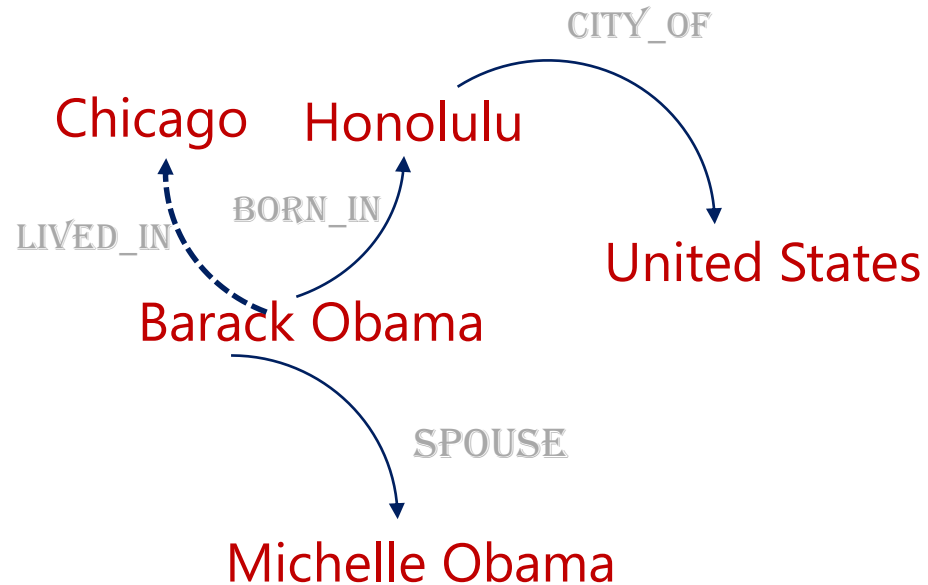 CITY_OF
Chicago
Honolulu
BORN_IN
LIVED_IN
United States
Barack Obama
SPOUSE
Michelle Obama